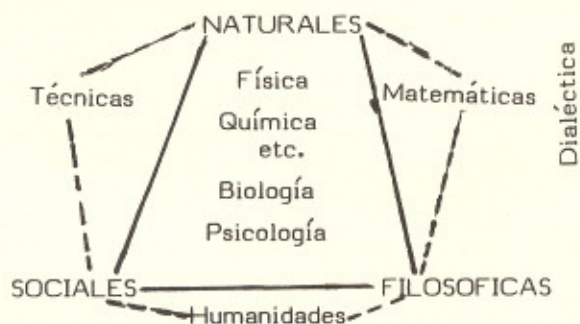 NATURALES
Técnicas
Física
Matemáticas
Química
etc.
Biología
Psicología
SOCIALES
FILOSOFICAS
Humanidades
Dialéctica